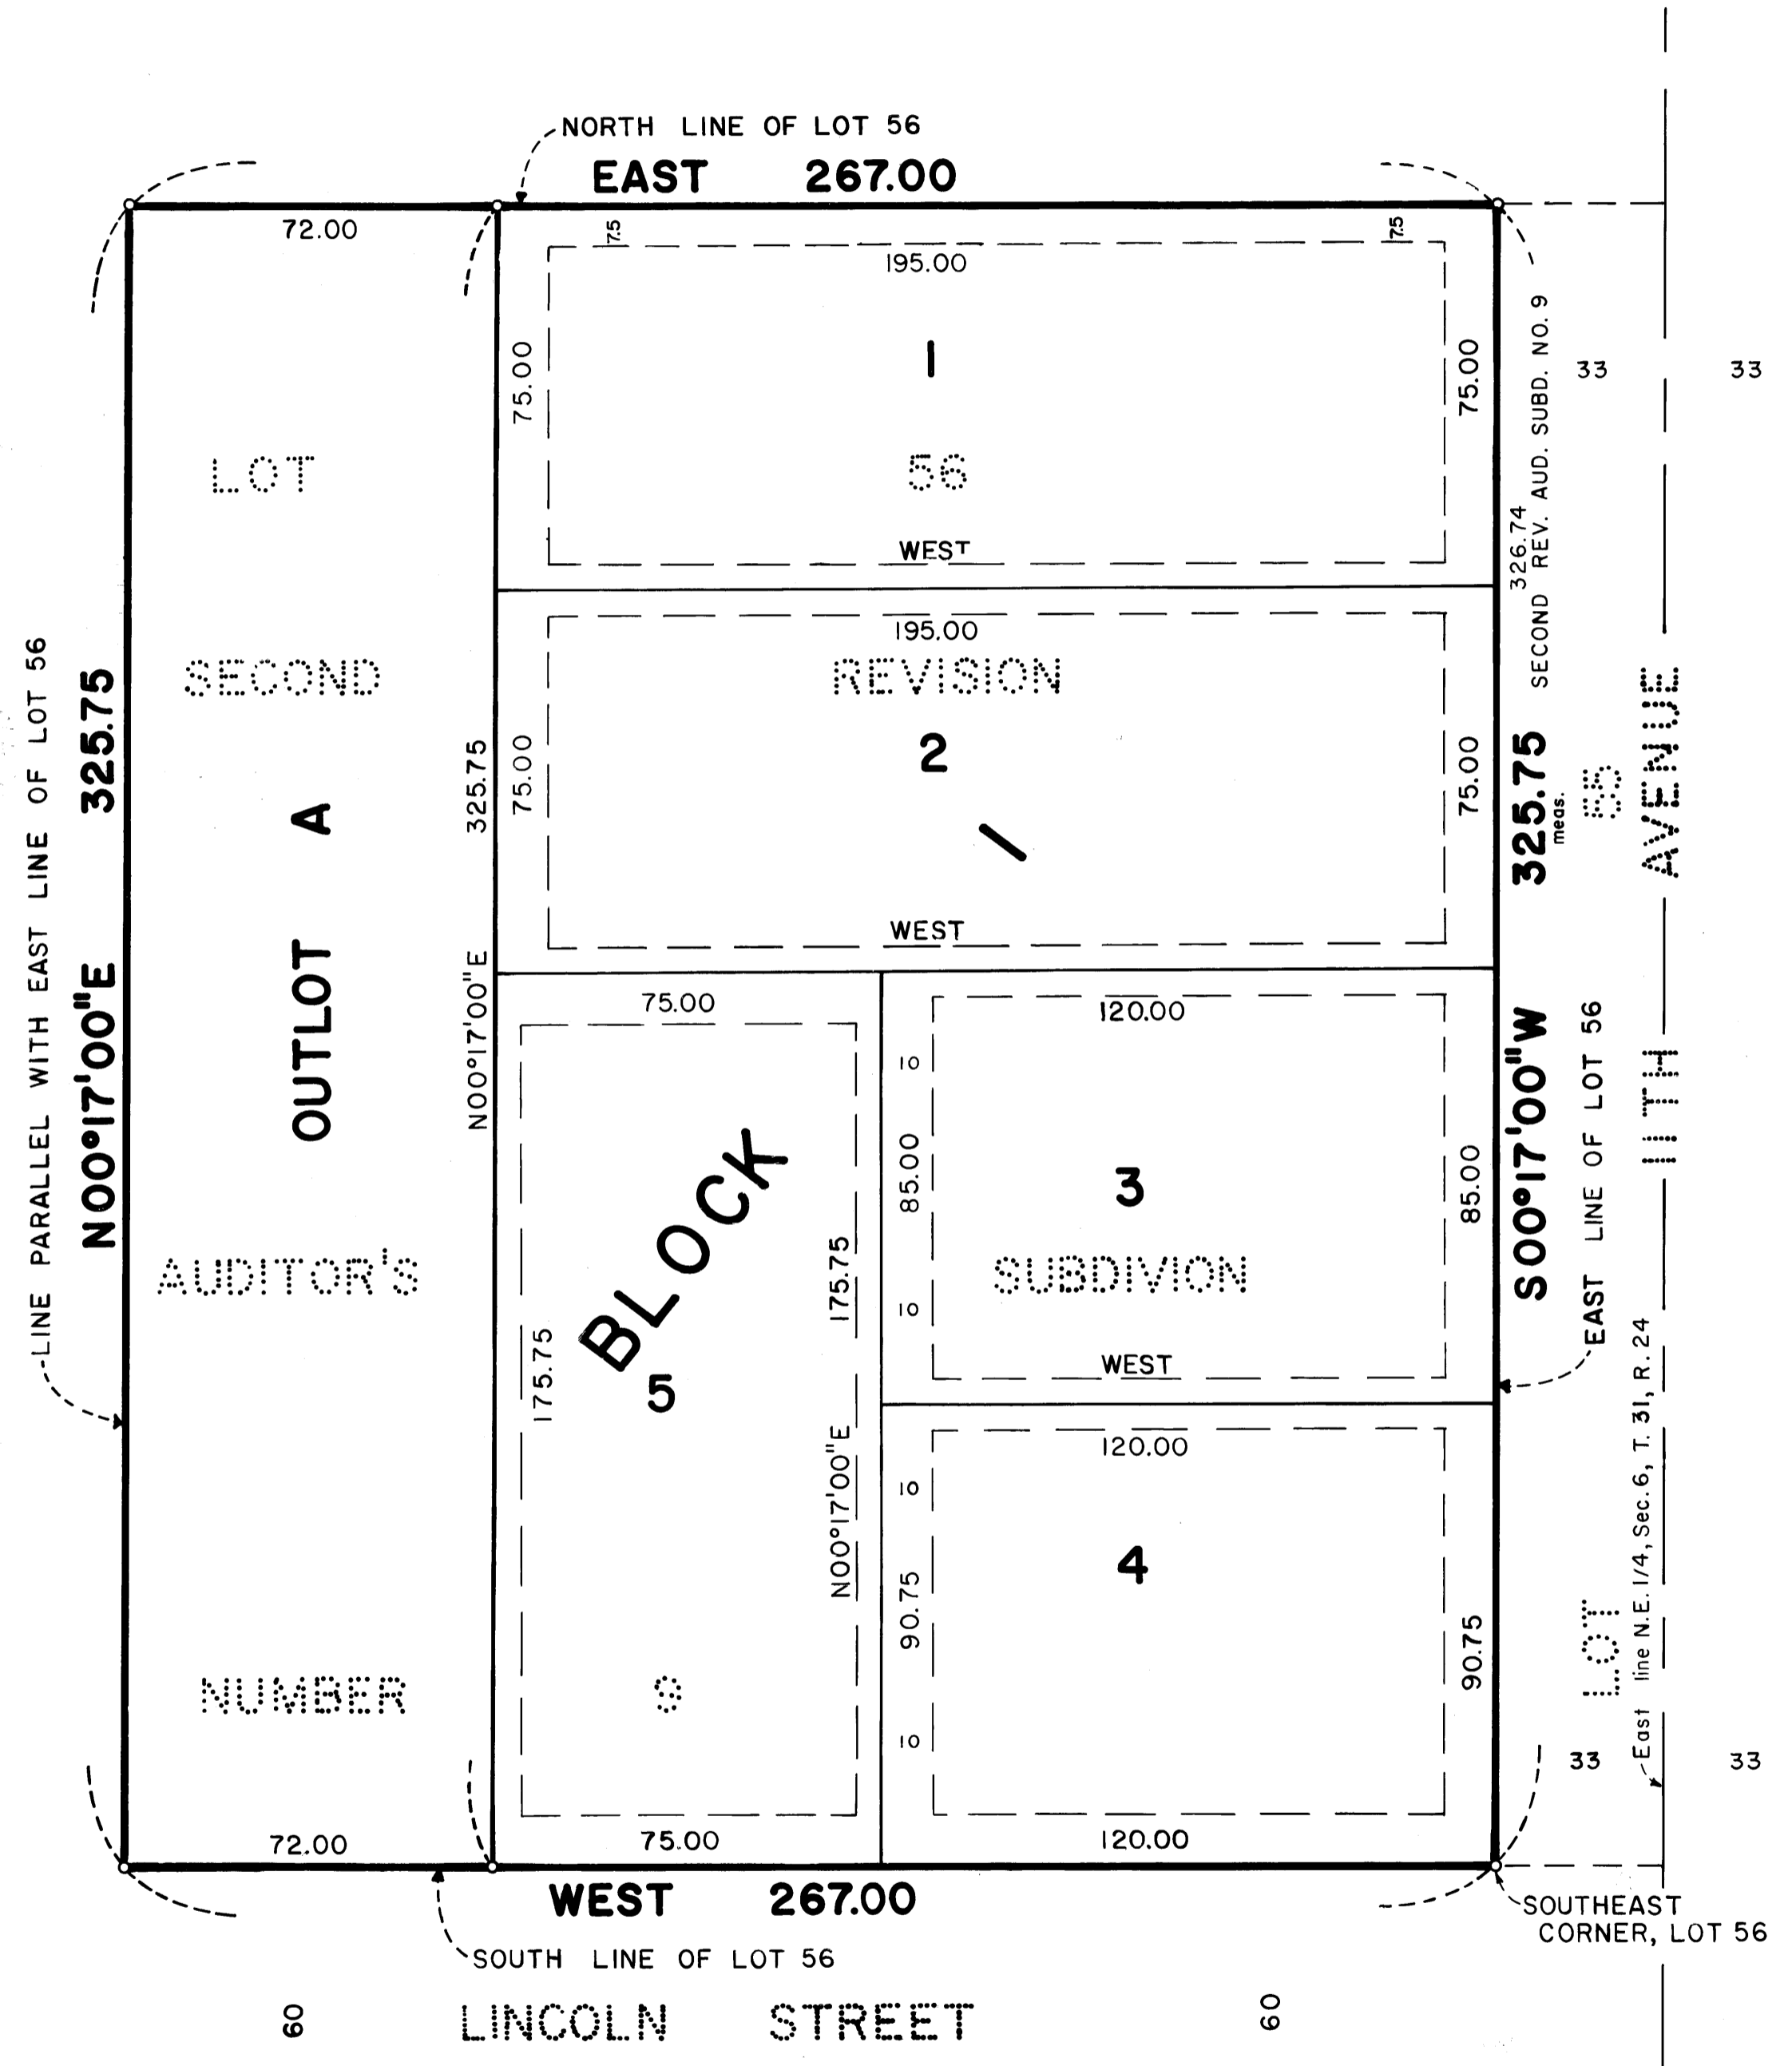 NORTH LINE OF LOT 56
EAST 267.00
72.00
7.5
7.5
195.00
75.00
1
75.00
LOT
56
WEST
326.74
SECOND REV. AUD. SUBD. NO. 9
33
33
195.00
SECOND
REVISION
2
75.00
75.00
1
WEST
LINE PARALLEL WITH EAST LINE OF LOT 56
N00°17'00"E 325.75
OUTLOT A
N00°17'00"E 325.75
325.75
meas.
S00°17'00"W
EAST LINE OF LOT 56
11TH AVENUE
75.00
120.00
10
85.00
10
3
85.00
AUDITOR'S
SUBDIVION
BLOCK
175.75
N00°17'00"E 175.75
5
WEST
120.00
10
90.75
10
4
90.75
NUMBER
9
LOT
East line N.E. 1/4, Sec. 6, T. 31, R. 24
33
33
72.00
75.00
120.00
WEST 267.00
SOUTHEAST
CORNER, LOT 56
SOUTH LINE OF LOT 56
60
LINCOLN STREET
60